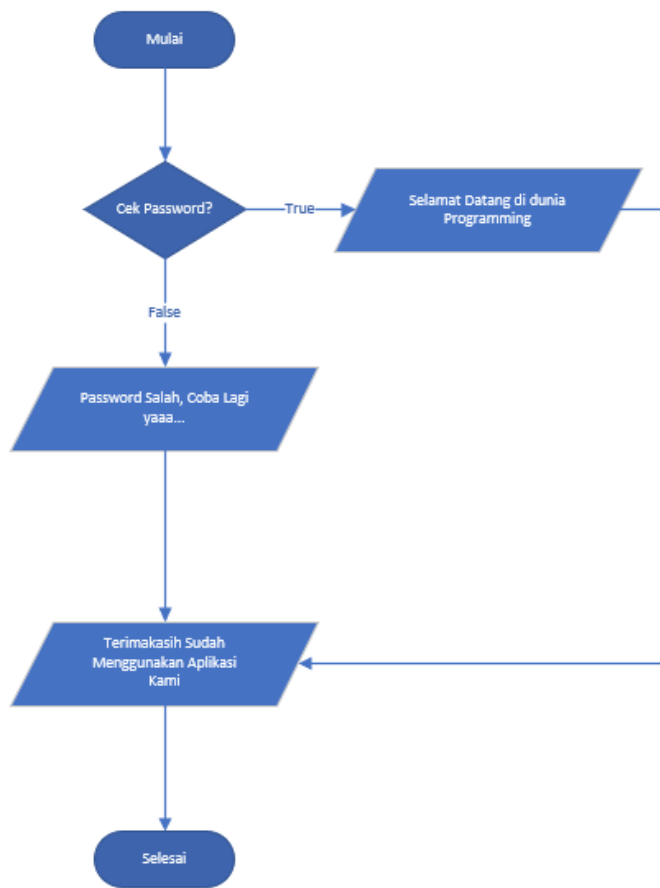 Mulai
Cek Password?
True
Selamat Datang di dunia
Programming
False
Password Salah, Coba Lagi
yaaa...
Terimakasih Sudah
Menggunakan Aplikasi
Kami
Selesai